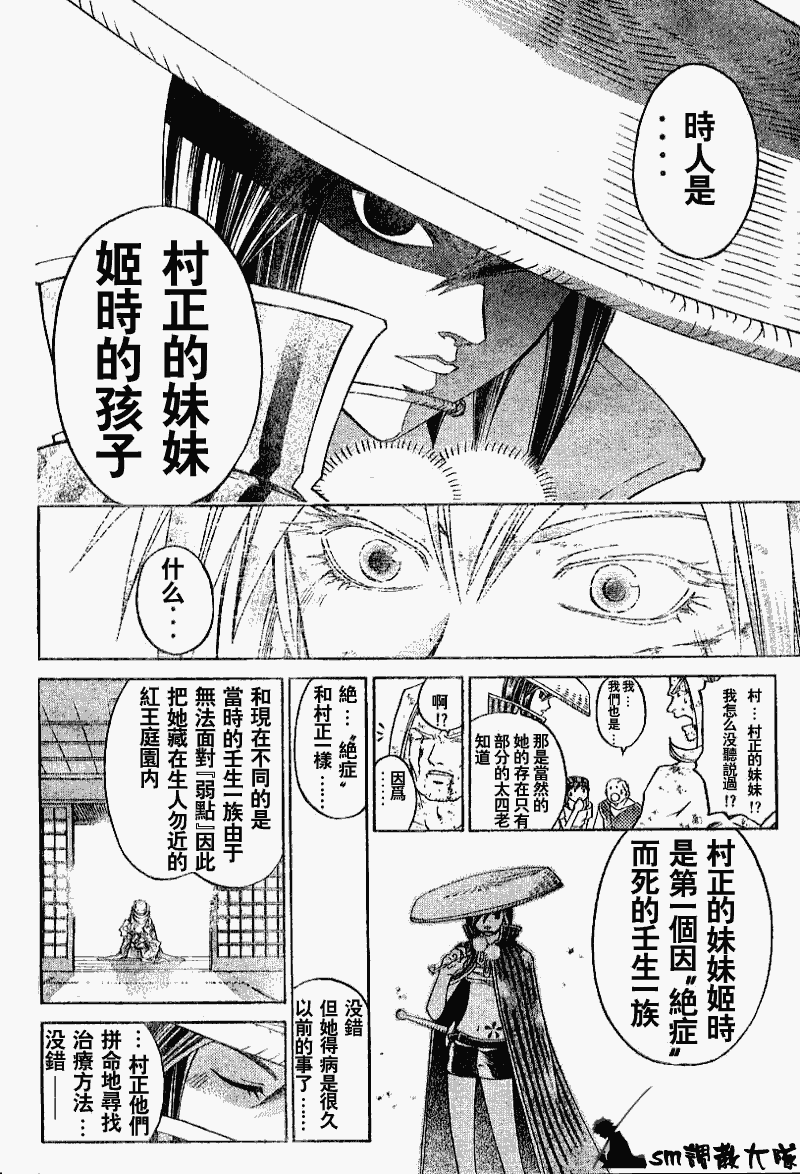 時人是
‧‧‧‧
村正的妹妹
姬時的孩子
什么‧‧‧
村…村正的妹妹!?
我怎么没聽説過!?
我…
我們也是…
那是當然的
她的存在只有
部分的太四老
知道
啊!?
因爲
‧‧‧‧
村正的妹妹姬時
是第一個因“絶症”
而死的壬生一族
絶…“絶症”
和村正一樣……
没錯
但她得病是很久
以前的事了……
和現在不同的是
當時的壬生一族由于
無法面對『弱點』因此
把她藏在生人勿近的
紅王庭園内
…村正他們
拼命地尋找
治療方法…
没錯——
sm調教大隊